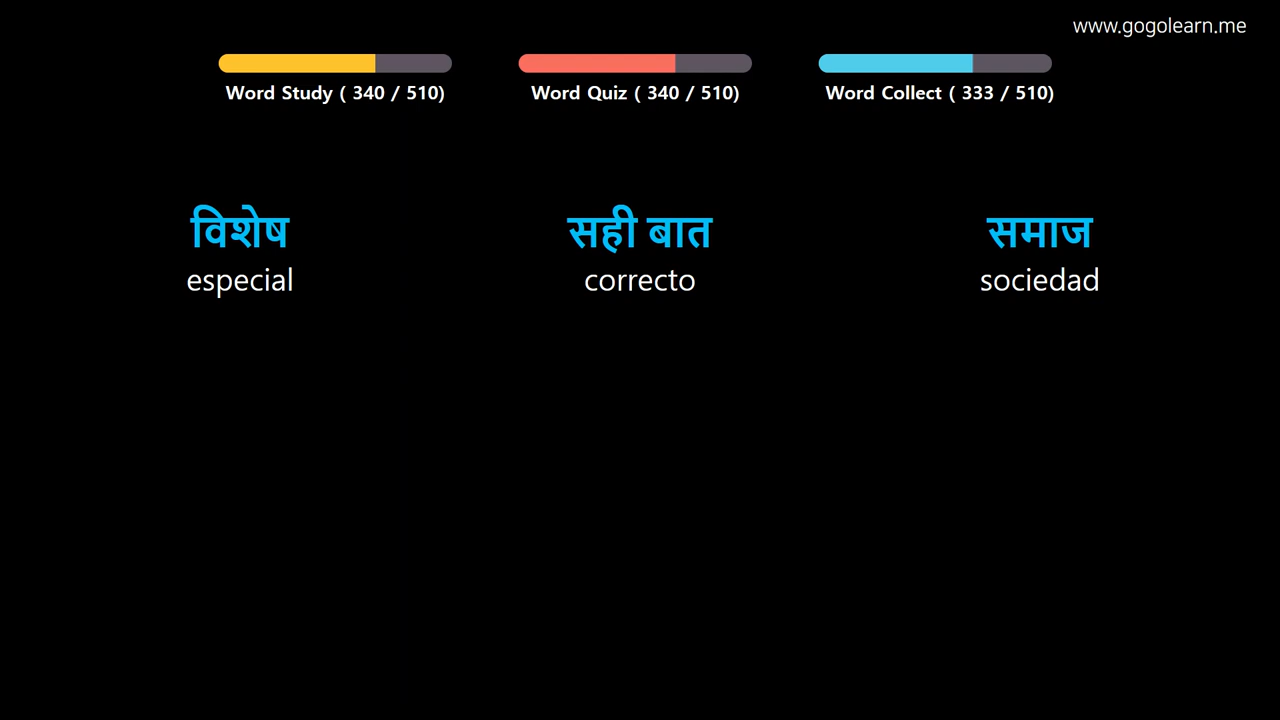 www.gogolearn.me
Word Study ( 340 / 510) Word Quiz ( 340 / 510) Word Collect ( 333 / 510)
विशेष सही बात समाज
especial correcto sociedad